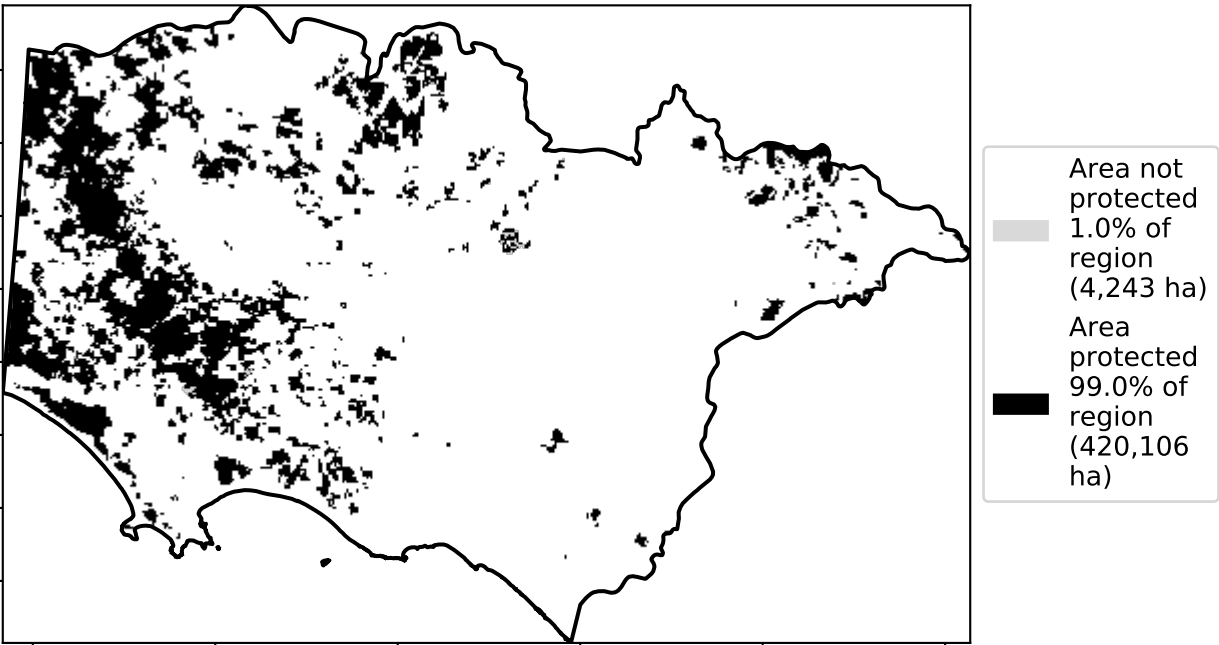 Area not
protected
1.0% of
region
(4,243 ha)
Area
protected
99.0% of
region
(420,106
ha)